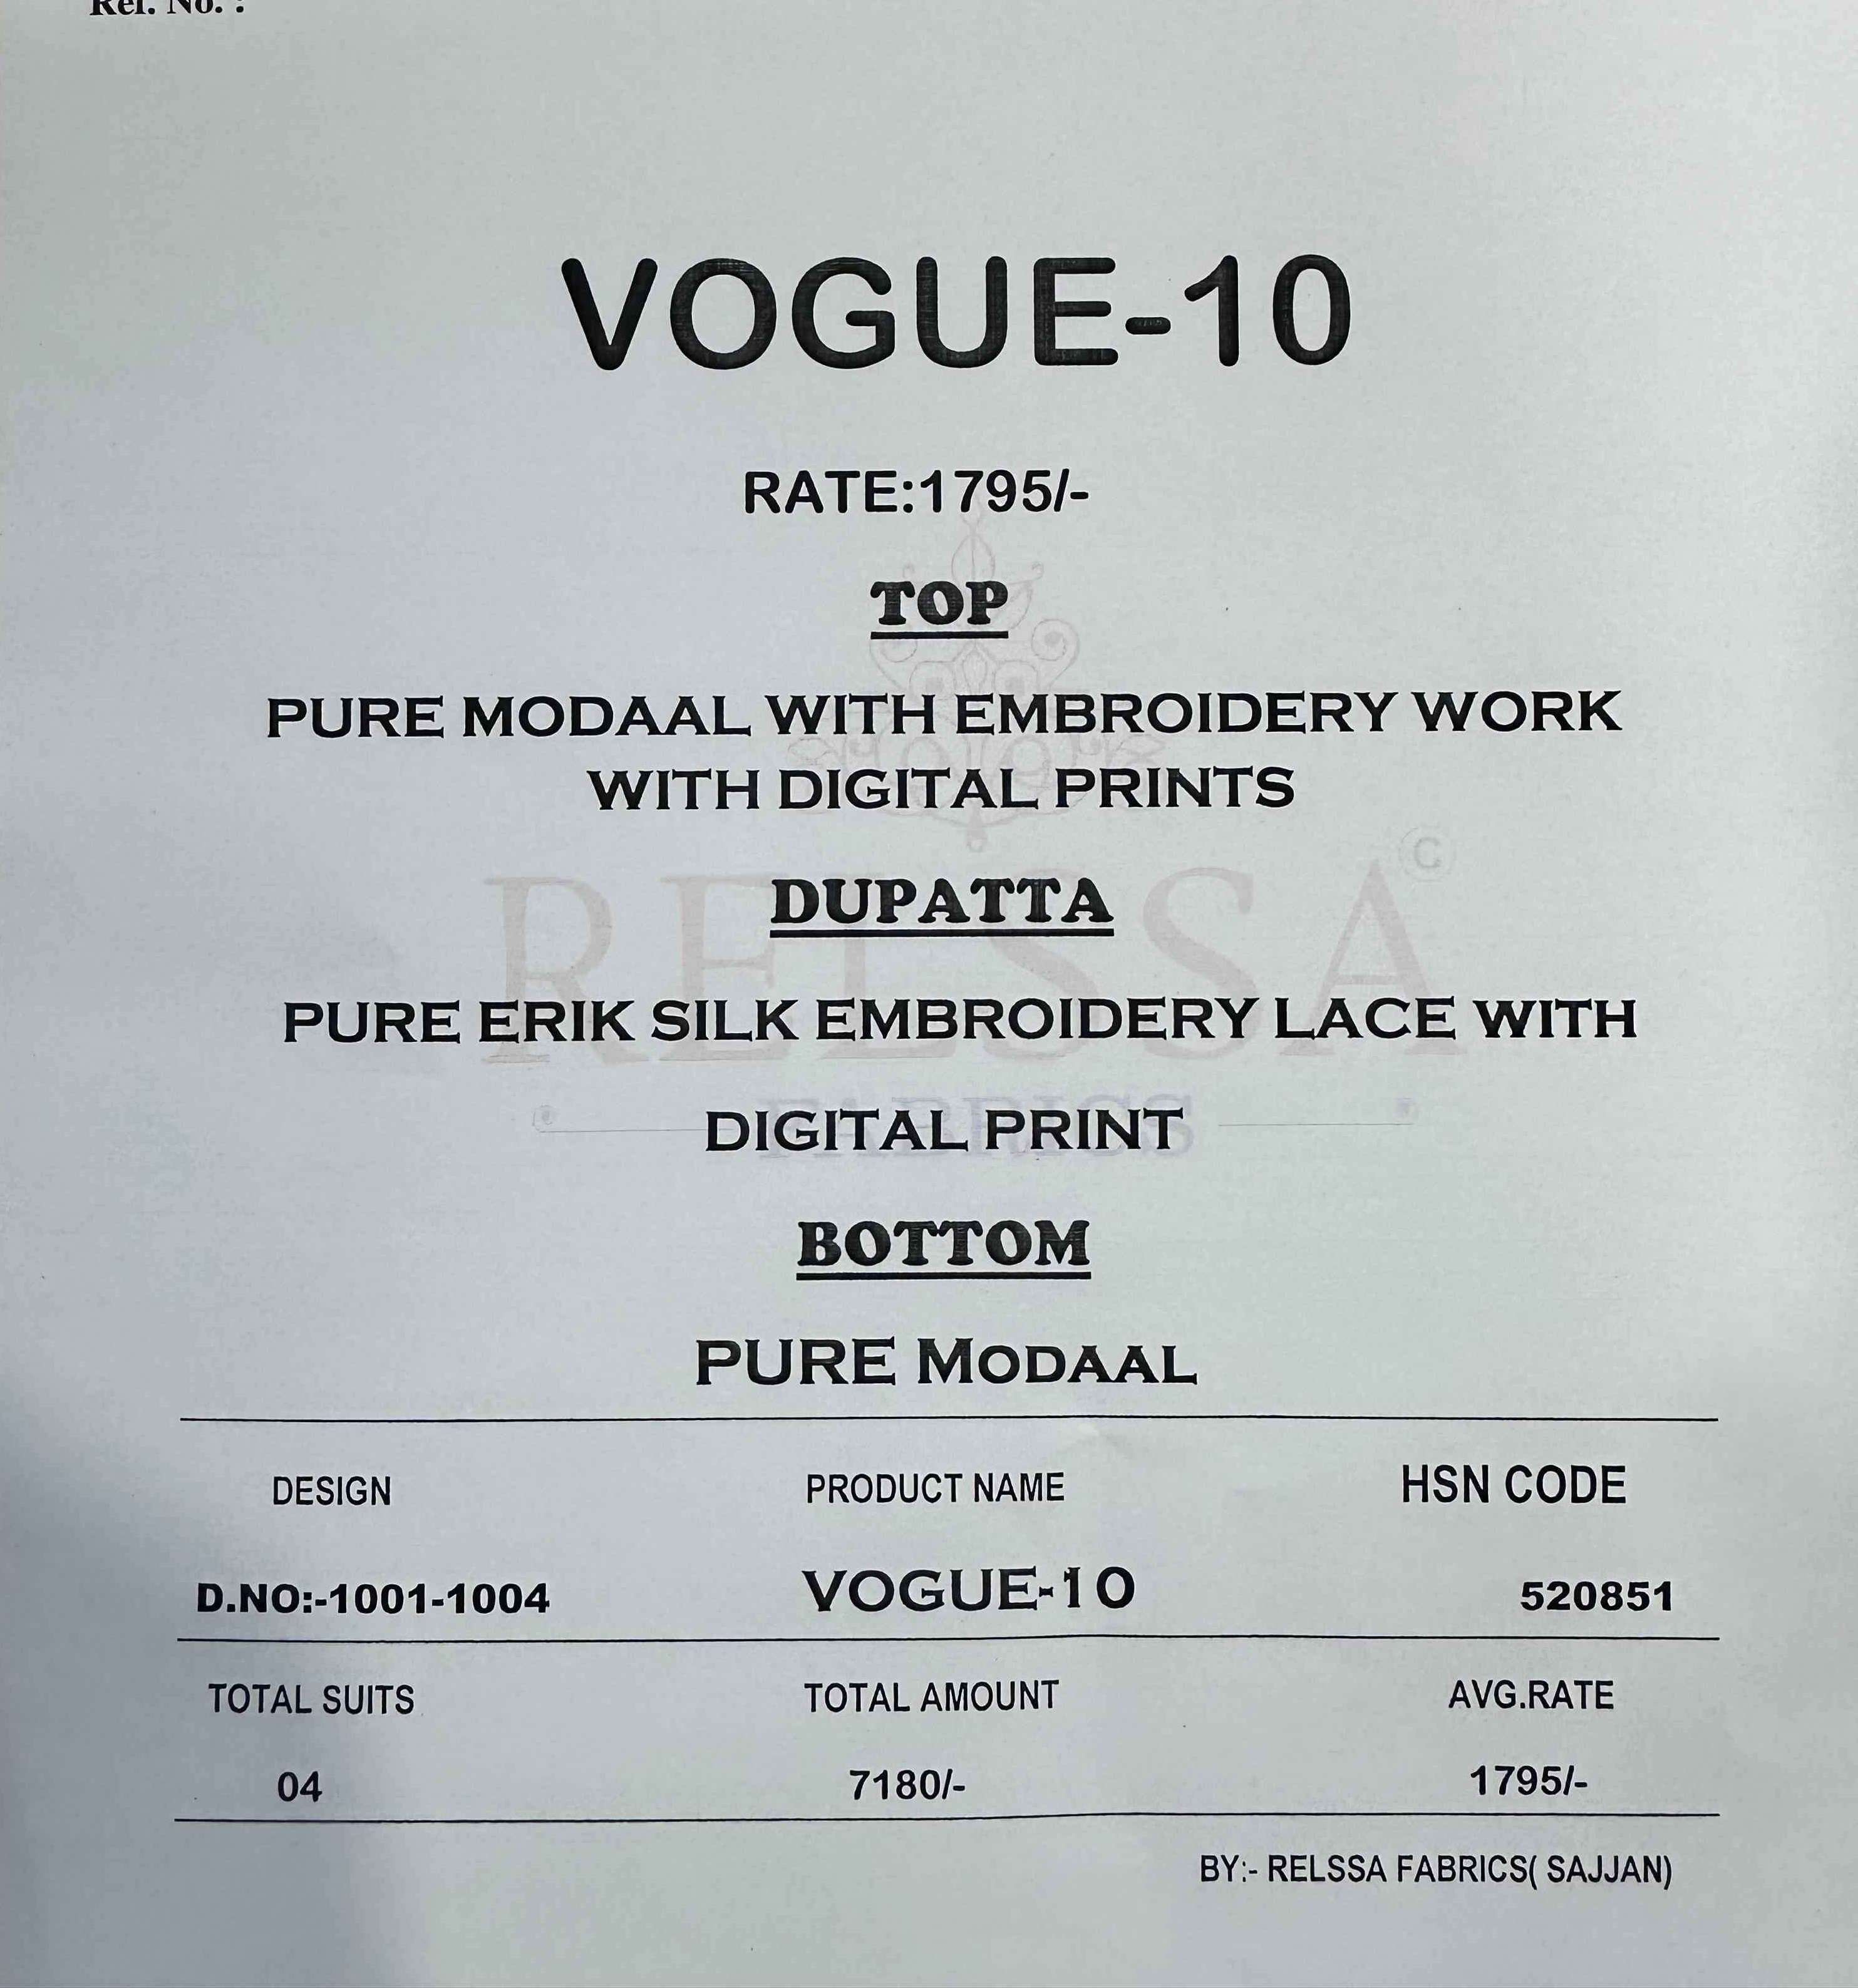 Ref. No. :
VOGUE-10
RATE:1795/-
TOP
PURE MODAAL WITH EMBROIDERY WORK
WITH DIGITAL PRINTS
DUPATTA
RELSSA ©
PURE ERIK SILK EMBROIDERY LACE WITH
FABRICS
DIGITAL PRINT
BOTTOM
PURE MODAAL
DESIGN PRODUCT NAME HSN CODE
D.NO:-1001-1004 VOGUE-10 520851
TOTAL SUITS TOTAL AMOUNT AVG.RATE
04 7180/- 1795/-
BY:- RELSSA FABRICS( SAJJAN)